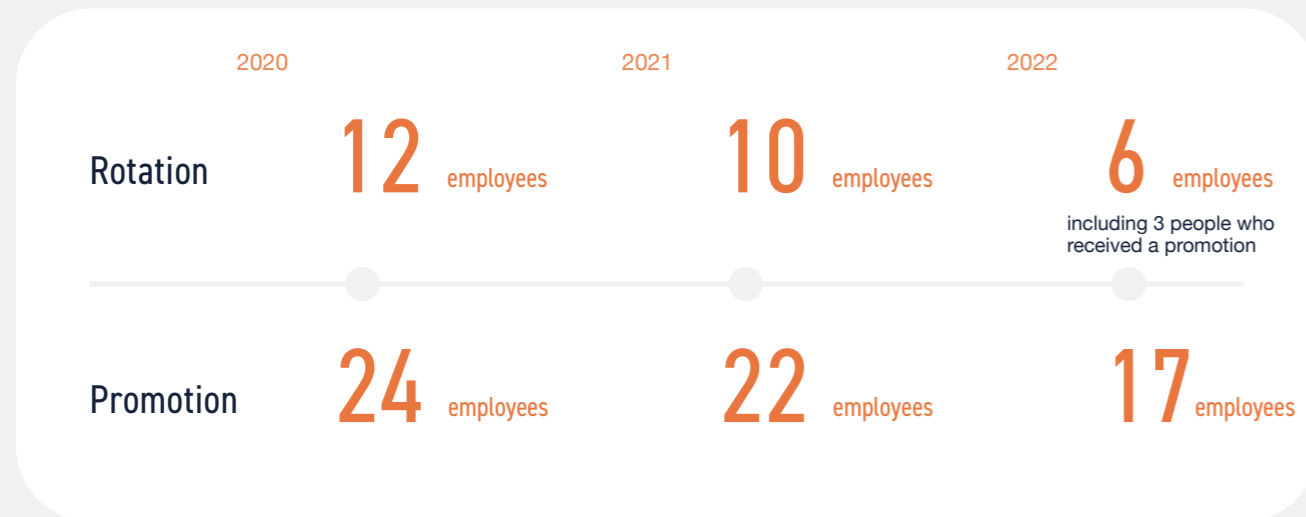 2020 2021 2022
Rotation 12 employees 10 employees 6 employees
including 3 people who
received a promotion
Promotion 24 employees 22 employees 17 employees